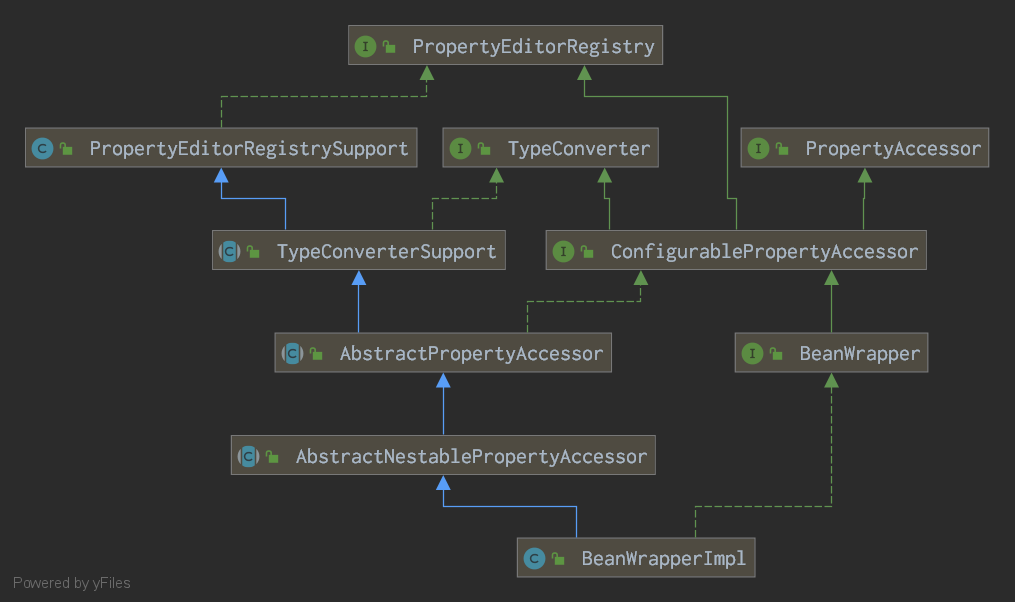 I PropertyEditorRegistry
C PropertyEditorRegistrySupport
I TypeConverter
I PropertyAccessor
C TypeConverterSupport
I ConfigurablePropertyAccessor
C AbstractPropertyAccessor
I BeanWrapper
C AbstractNestablePropertyAccessor
C BeanWrapperImpl
Powered by yFiles